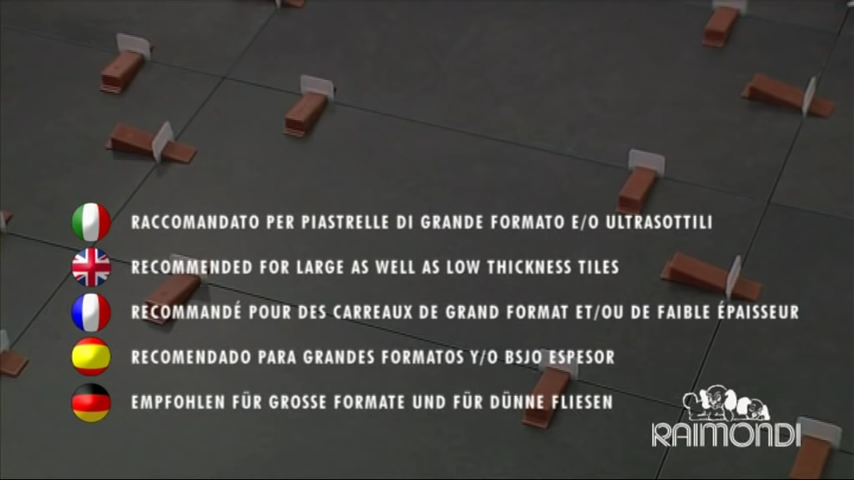 RACCOMANDATO PER PIASTRELLE DI GRANDE FORMATO E/O ULTRASOTTILI
RECOMMENDED FOR LARGE AS WELL AS LOW THICKNESS TILES
RECOMMANDÉ POUR DES CARREAUX DE GRAND FORMAT ET/OU DE FAIBLE ÉPAISSEUR
RECOMENDADO PARA GRANDES FORMATOS Y/O BSJO ESPESOR
EMPFOHLEN FÜR GROSSE FORMATE UND FÜR DÜNNE FLIESEN
RAIMONDI